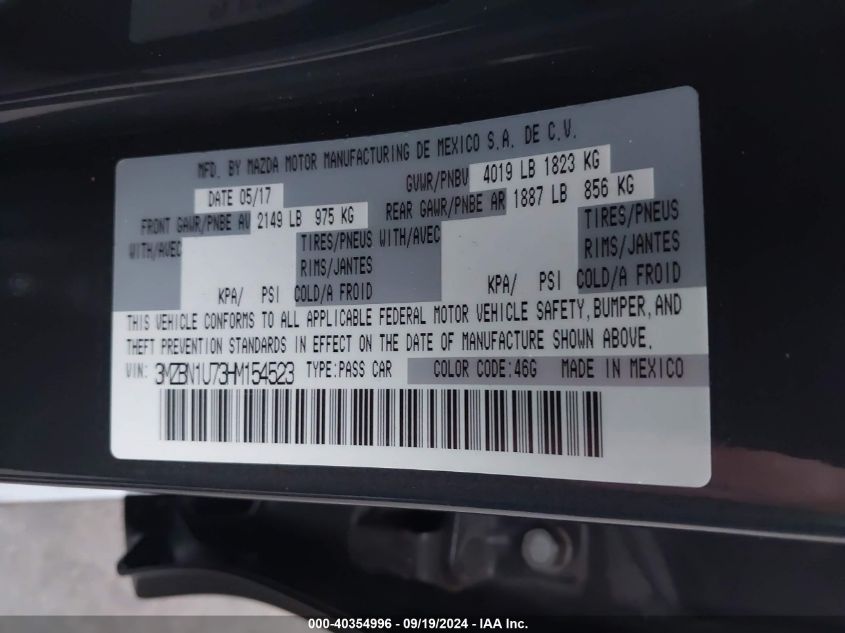 MFD. BY MAZDA MOTOR MANUFACTURING DE MEXICO S.A. DE C.V.
DATE 05/17 GVWR/PNBV 4019 LB 1823 KG
FRONT GAWR/PNBE AV 2149 LB 975 KG REAR GAWR/PNBE AR 1887 LB 856 KG
WITH/AVEC TIRES/PNEUS WITH/AVEC TIRES/PNEUS
RIMS/JANTES RIMS/JANTES
KPA/ PSI COLD/A FROID KPA/ PSI COLD/A FROID
THIS VEHICLE CONFORMS TO ALL APPLICABLE FEDERAL MOTOR VEHICLE SAFETY, BUMPER, AND
THEFT PREVENTION STANDARDS IN EFFECT ON THE DATE OF MANUFACTURE SHOWN ABOVE.
VIN: 3MZBN1U73HM154523 TYPE:PASS CAR COLOR CODE:46G MADE IN MEXICO
000-40354996 - 09/19/2024 - IAA Inc.